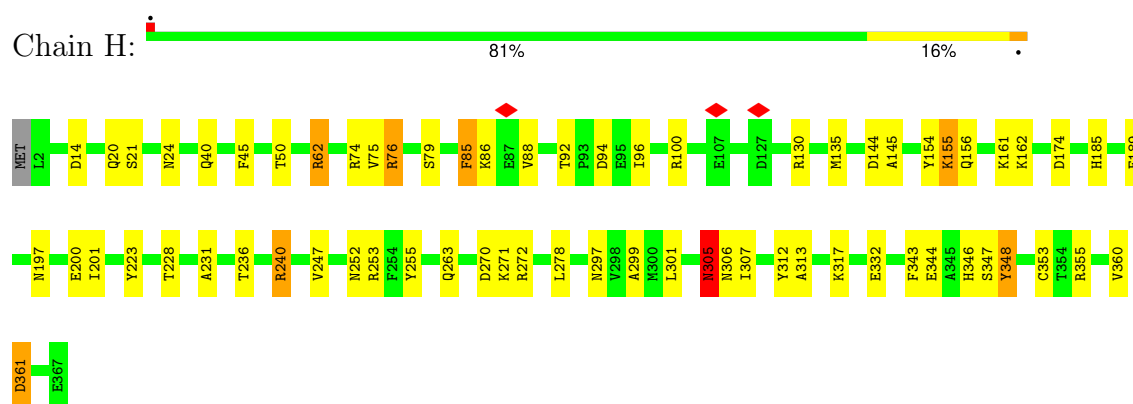 Chain H:
81% 16%
MET L2 D14 Q20 S21 N24 Q40 F45 T50 R62 R74 V75 R76 S79 F85 K86 E87 V88 T92 P93 D94 E95 I96 R100 E107 D127 R130 M135 D144 A145 Y154 K155 Q156 K161 K162 D174 H185
N197 E200 I201 Y223 T228 A231 T236 R240 V247 N252 R253 F254 Y255 Q263 D270 K271 R272 L278 N297 V298 A299 M300 L301 N305 N306 I307 Y312 A313 K317 E332 F343 E344 A345 H346 S347 Y348 C353 T354 R355 V360
D361 E367